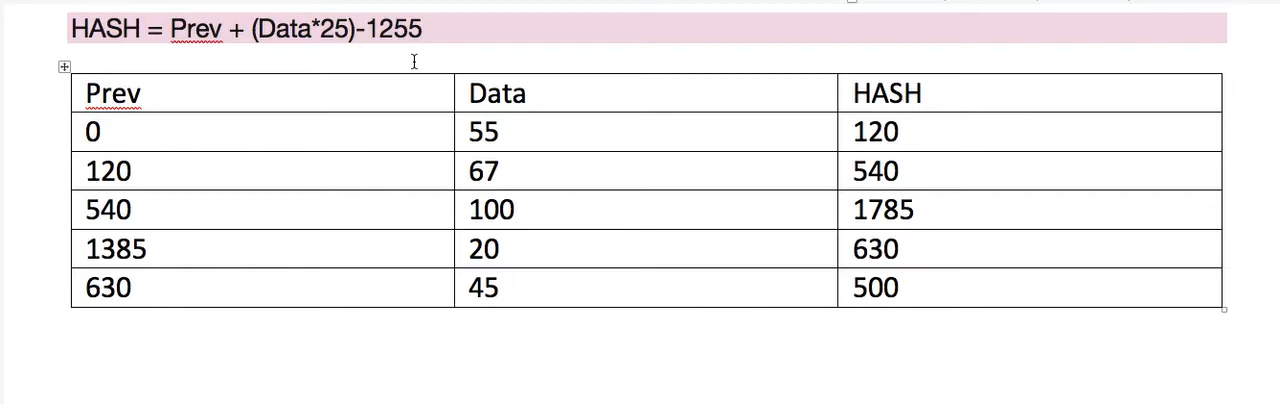 HASH = Prev + (Data*25)-1255
Prev Data HASH
0 55 120
120 67 540
540 100 1785
1385 20 630
630 45 500